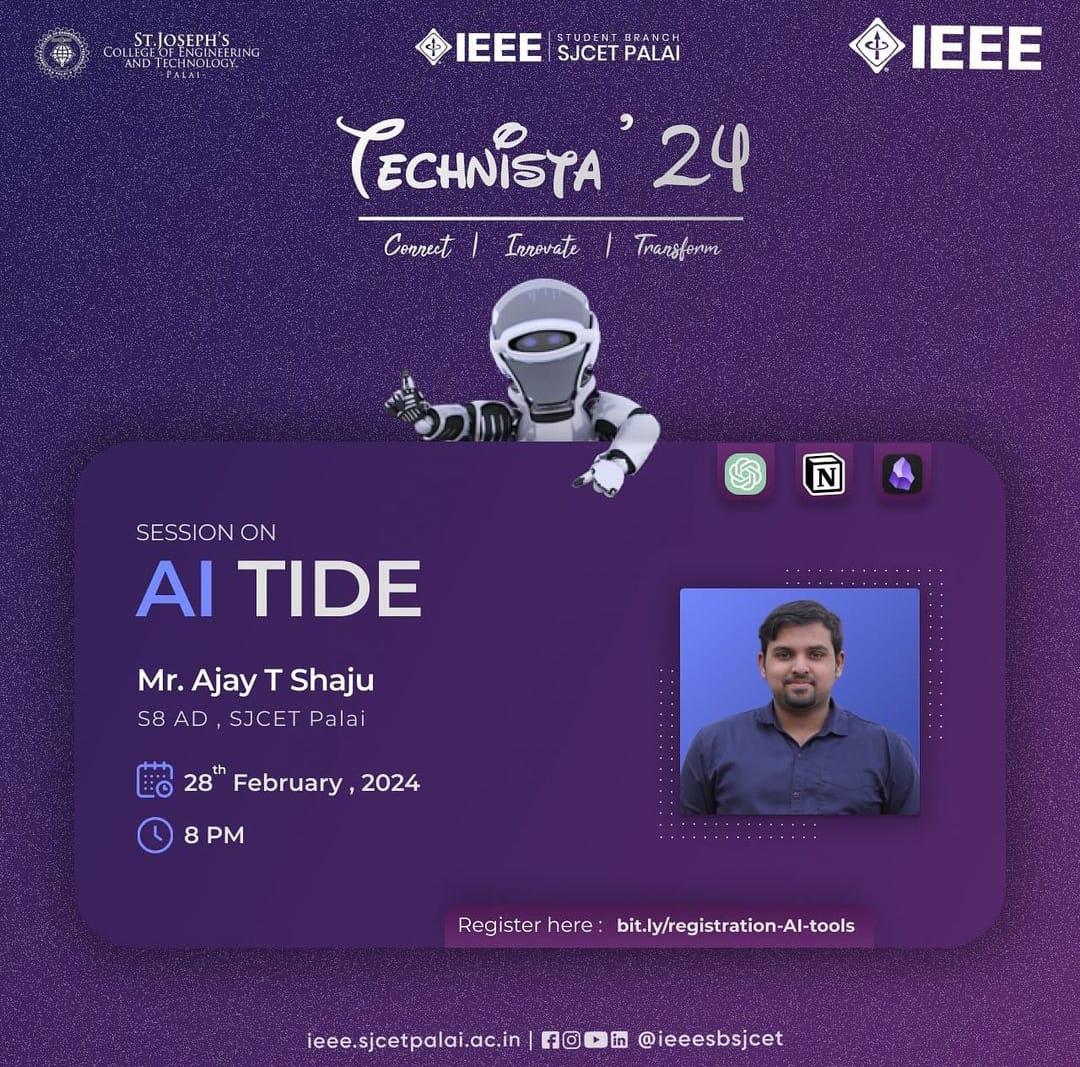 ST.JOSEPH'S
COLLEGE OF ENGINEERING
AND TECHNOLOGY,
- PALAI -
IEEE
STUDENT BRANCH
SJCET PALAI
IEEE
TECHNISTA '24
Connect | Innovate | Transform
N
SESSION ON
AI TIDE
Mr. Ajay T Shaju
S8 AD , SJCET Palai
28th February , 2024
8 PM
Register here : bit.ly/registration-AI-tools
ieee.sjcetpalai.ac.in | @ieeesbsjcet